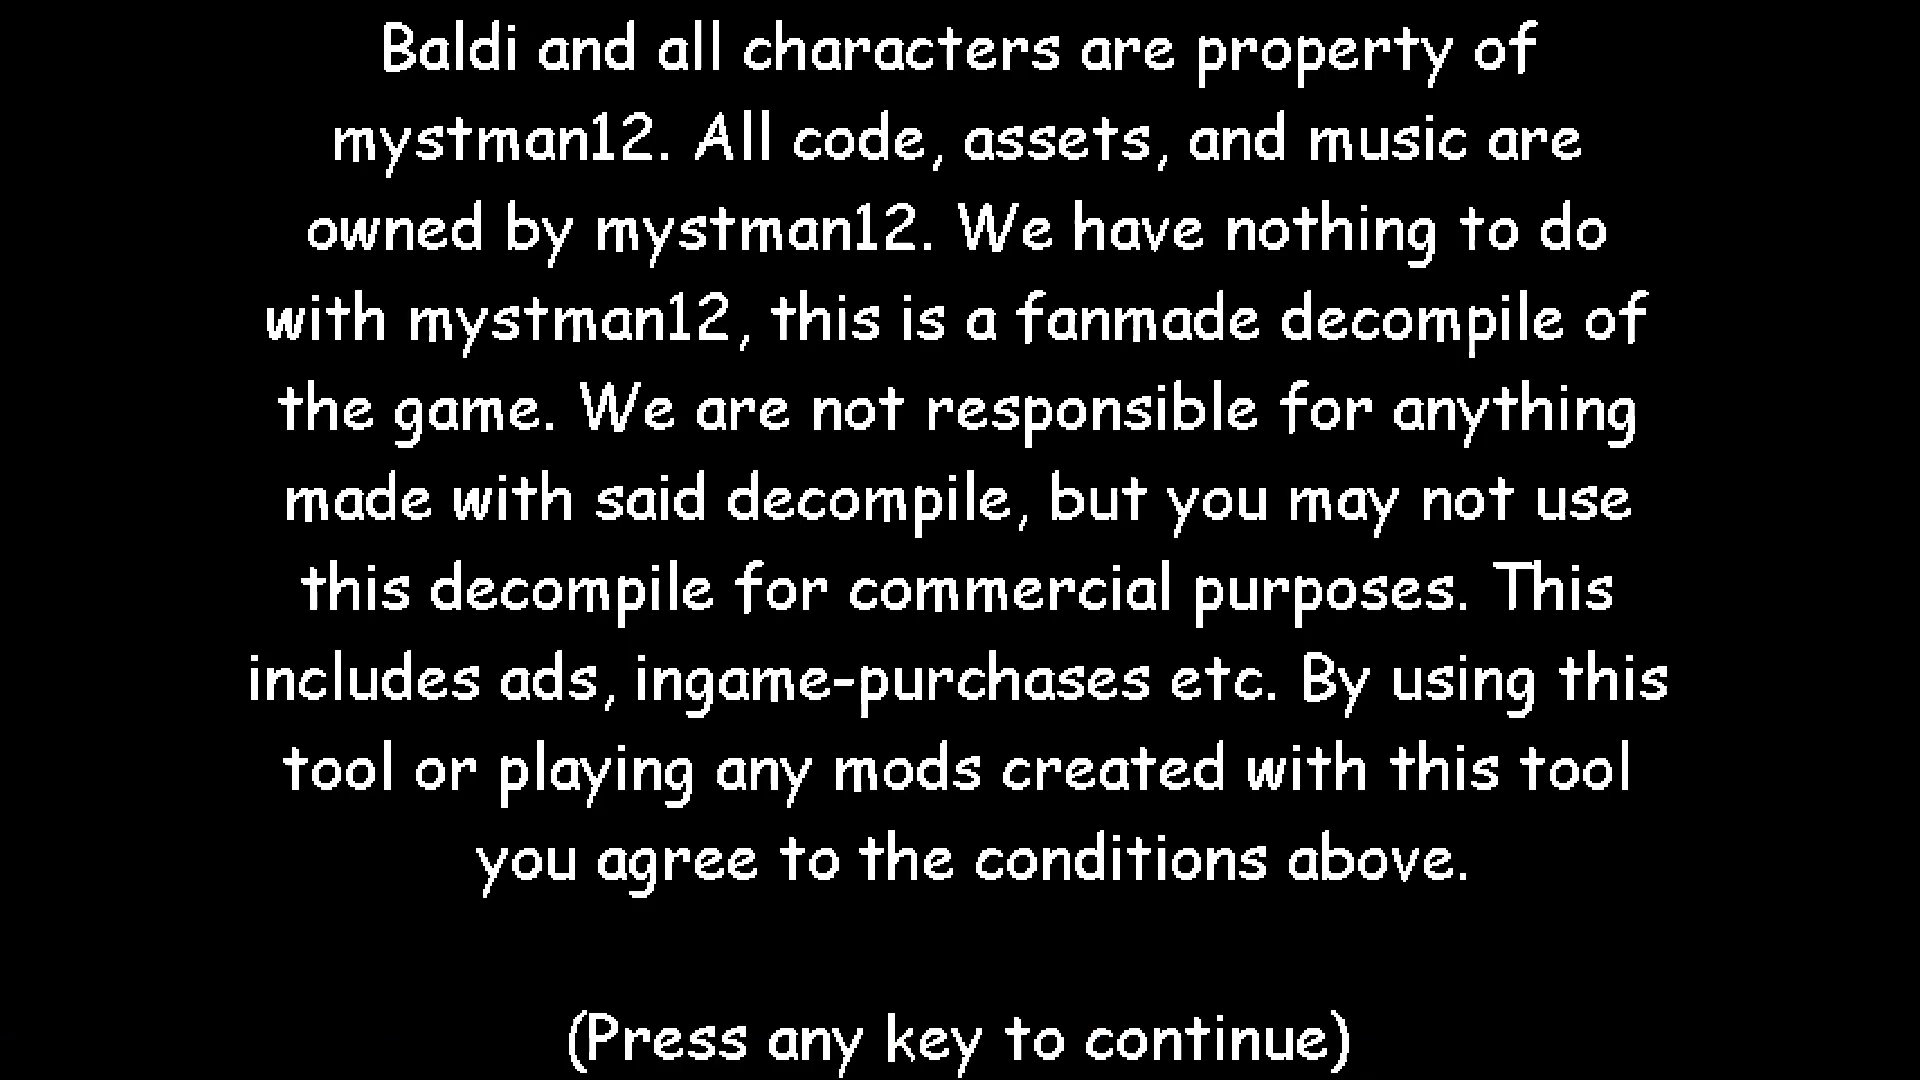 Baldi and all characters are property of
mystman12. All code, assets, and music are
owned by mystman12. We have nothing to do
with mystman12, this is a fanmade decompile of
the game. We are not responsible for anything
made with said decompile, but you may not use
this decompile for commercial purposes. This
includes ads, ingame-purchases etc. By using this
tool or playing any mods created with this tool
you agree to the conditions above.
(Press any key to continue)